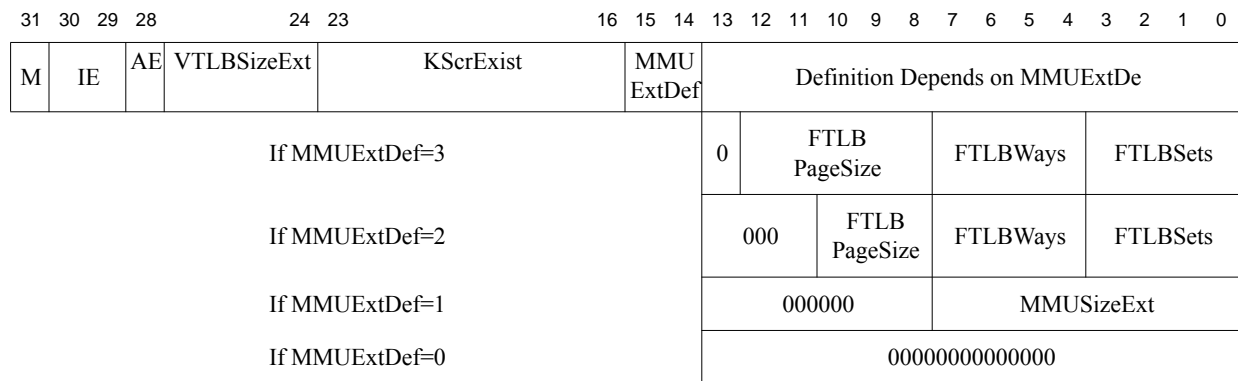 31 30 29 28 24 23 16 15 14 13 12 11 10 9 8 7 6 5 4 3 2 1 0
M IE AE VTLBSizeExt KScrExist MMU
ExtDef Definition Depends on MMUExtDe
If MMUExtDef=3 0 FTLB
PageSize FTLBWays FTLBSets
If MMUExtDef=2 000 FTLB
PageSize FTLBWays FTLBSets
If MMUExtDef=1 000000 MMUSizeExt
If MMUExtDef=0 00000000000000